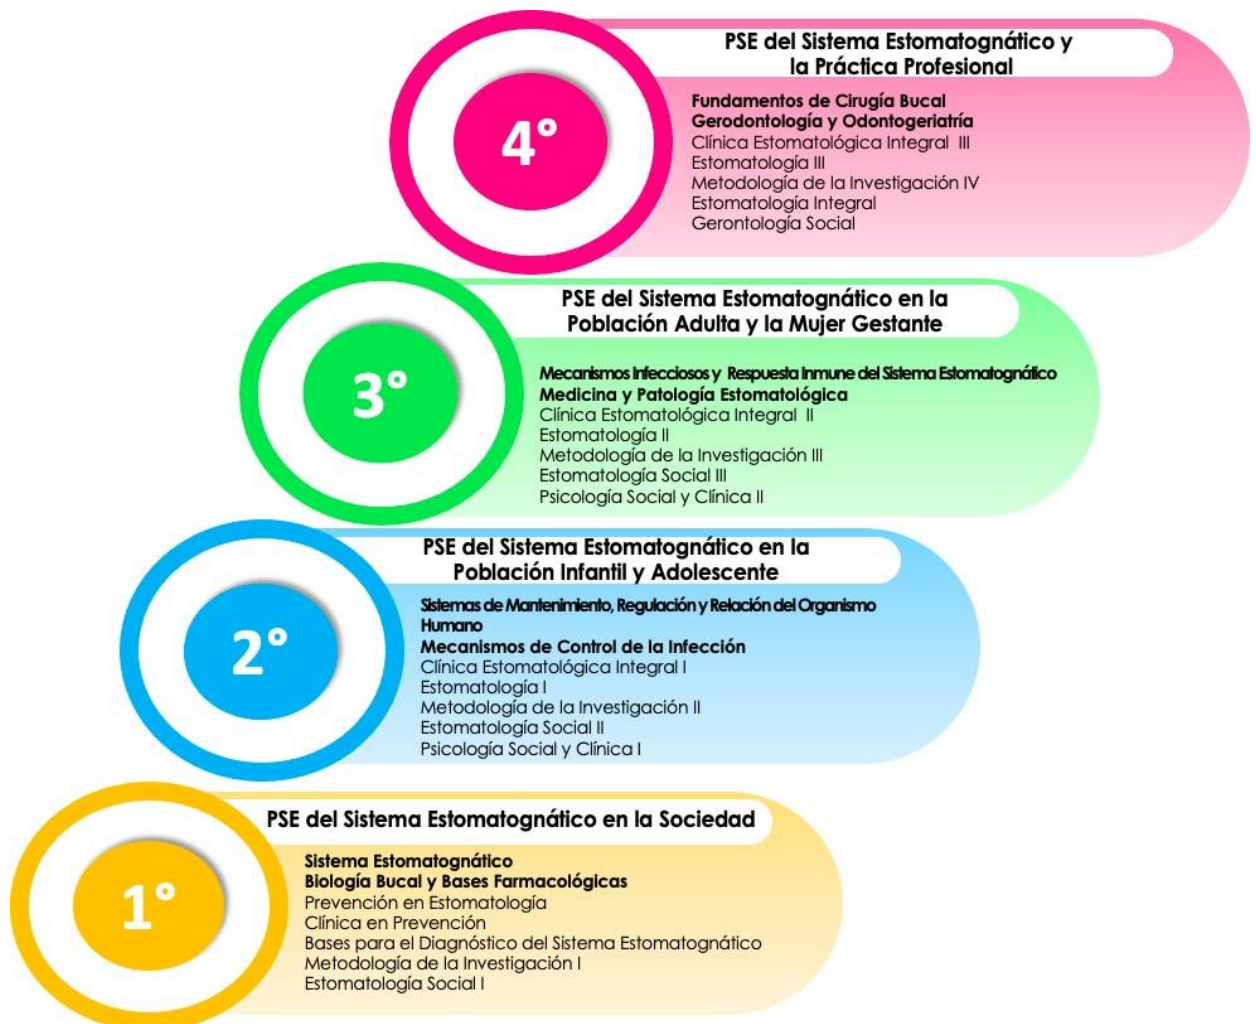 4°
PSE del Sistema Estomatognático y
la Práctica Profesional
Fundamentos de Cirugía Bucal
Gerodontología y Odontogeriatría
Clínica Estomatológica Integral III
Estomatología III
Metodología de la Investigación IV
Estomatología Integral
Gerontología Social
3°
PSE del Sistema Estomatognático en la
Población Adulta y la Mujer Gestante
Mecanismos Infecciosos y Respuesta Inmune del Sistema Estomatognático
Medicina y Patología Estomatológica
Clínica Estomatológica Integral II
Estomatología II
Metodología de la Investigación III
Estomatología Social III
Psicología Social y Clínica II
2°
PSE del Sistema Estomatognático en la
Población Infantil y Adolescente
Sistemas de Mantenimiento, Regulación y Relación del Organismo
Humano
Mecanismos de Control de la Infección
Clínica Estomatológica Integral I
Estomatología I
Metodología de la Investigación II
Estomatología Social II
Psicología Social y Clínica I
1°
PSE del Sistema Estomatognático en la Sociedad
Sistema Estomatognático
Biología Bucal y Bases Farmacológicas
Prevención en Estomatología
Clínica en Prevención
Bases para el Diagnóstico del Sistema Estomatognático
Metodología de la Investigación I
Estomatología Social I